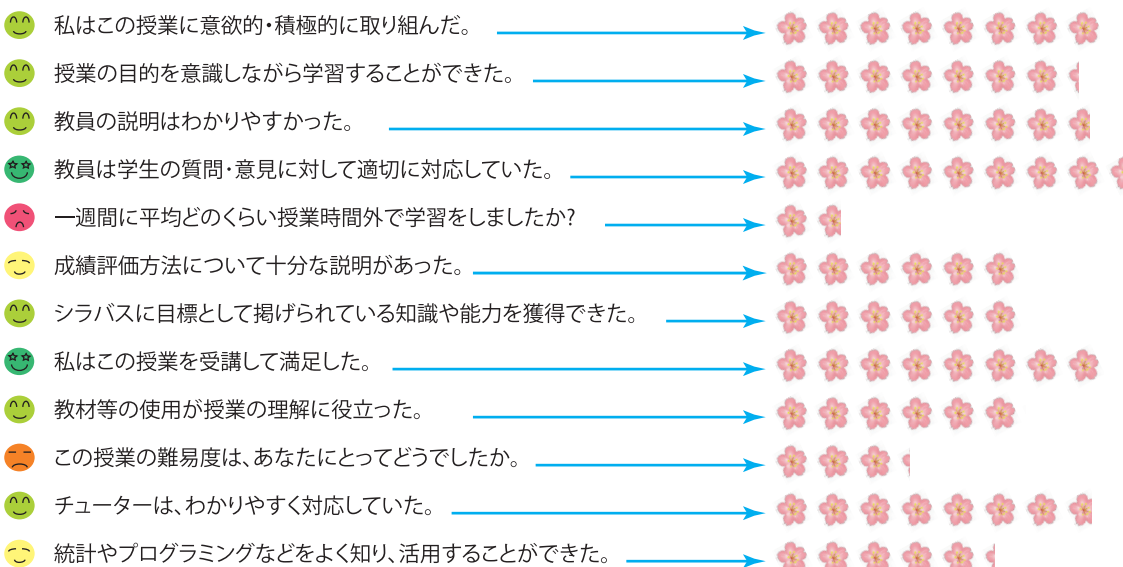 私はこの授業に意欲的・積極的に取り組んだ。
授業の目的を意識しながら学習することができた。
教員の説明はわかりやすかった。
教員は学生の質問・意見に対して適切に対応していた。
一週間に平均どのくらい授業時間外で学習をしましたか?
成績評価方法について十分な説明があった。
シラバスに目標として掲げられている知識や能力を獲得できた。
私はこの授業を受講して満足した。
教材等の使用が授業の理解に役立った。
この授業の難易度は、あなたにとってどうでしたか。
チューターは、わかりやすく対応していた。
統計やプログラミングなどをよく知り、活用することができた。